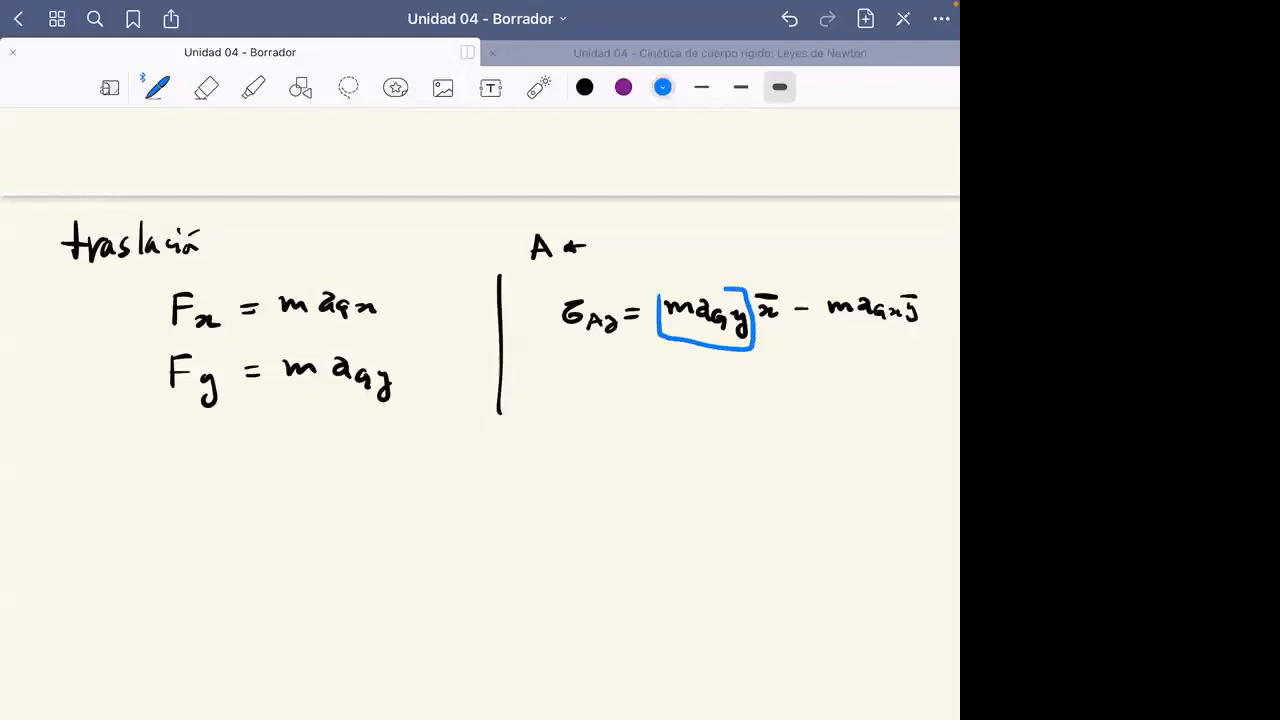 Unidad 04 - Borrador
Unidad 04 - Borrador
Unidad 04 - Cinética de cuerpo rígido. Leyes de Newton
traslación
Fx = m aGx
Fy = m aGy
A
τAz = m aGy x̄ - m aGx ȳ